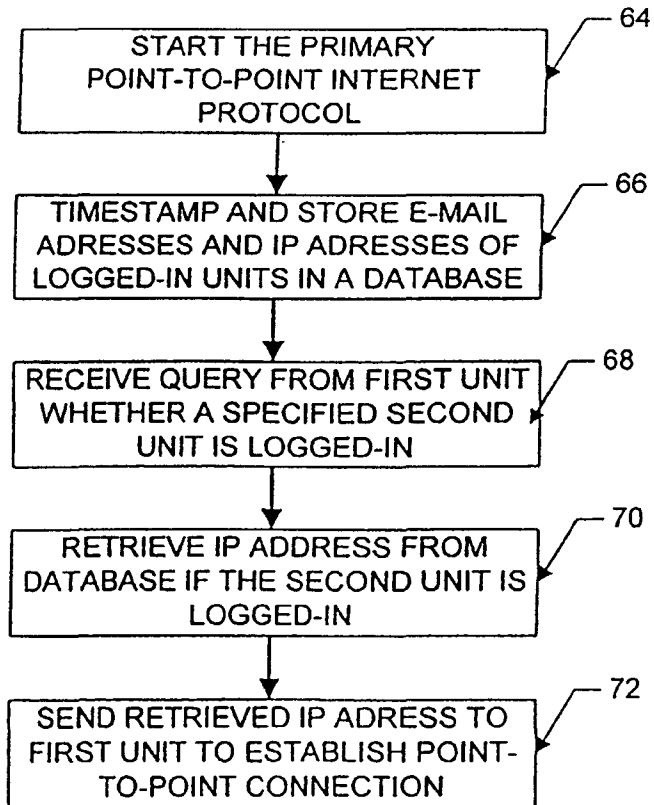 64
START THE PRIMARY
POINT-TO-POINT INTERNET
PROTOCOL
66
TIMESTAMP AND STORE E-MAIL
ADRESSES AND IP ADRESSES OF
LOGGED-IN UNITS IN A DATABASE
68
RECEIVE QUERY FROM FIRST UNIT
WHETHER A SPECIFIED SECOND
UNIT IS LOGGED-IN
70
RETRIEVE IP ADDRESS FROM
DATABASE IF THE SECOND UNIT IS
LOGGED-IN
72
SEND RETRIEVED IP ADRESS TO
FIRST UNIT TO ESTABLISH POINT-
TO-POINT CONNECTION